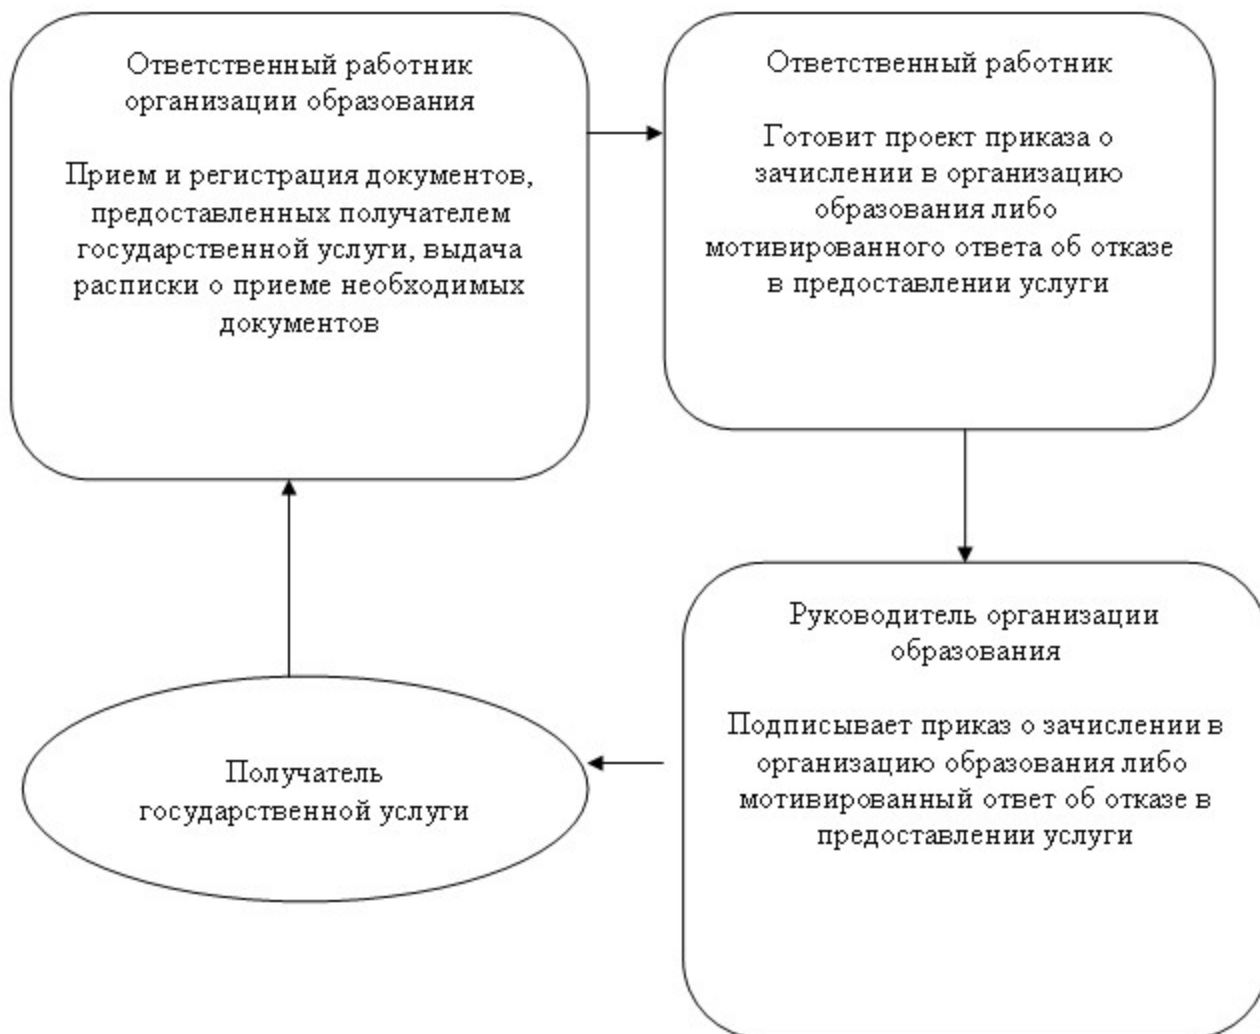 Ответственный работник
организации образования
Прием и регистрация документов,
предоставленных получателем
государственной услуги, выдача
расписки о приеме необходимых
документов
Ответственный работник
Готовит проект приказа о
зачислении в организацию
образования либо
мотивированного ответа об отказе
в предоставлении услуги
Руководитель организации
образования
Подписывает приказ о зачислении в
организацию образования либо
мотивированный ответ об отказе в
предоставлении услуги
Получатель
государственной услуги